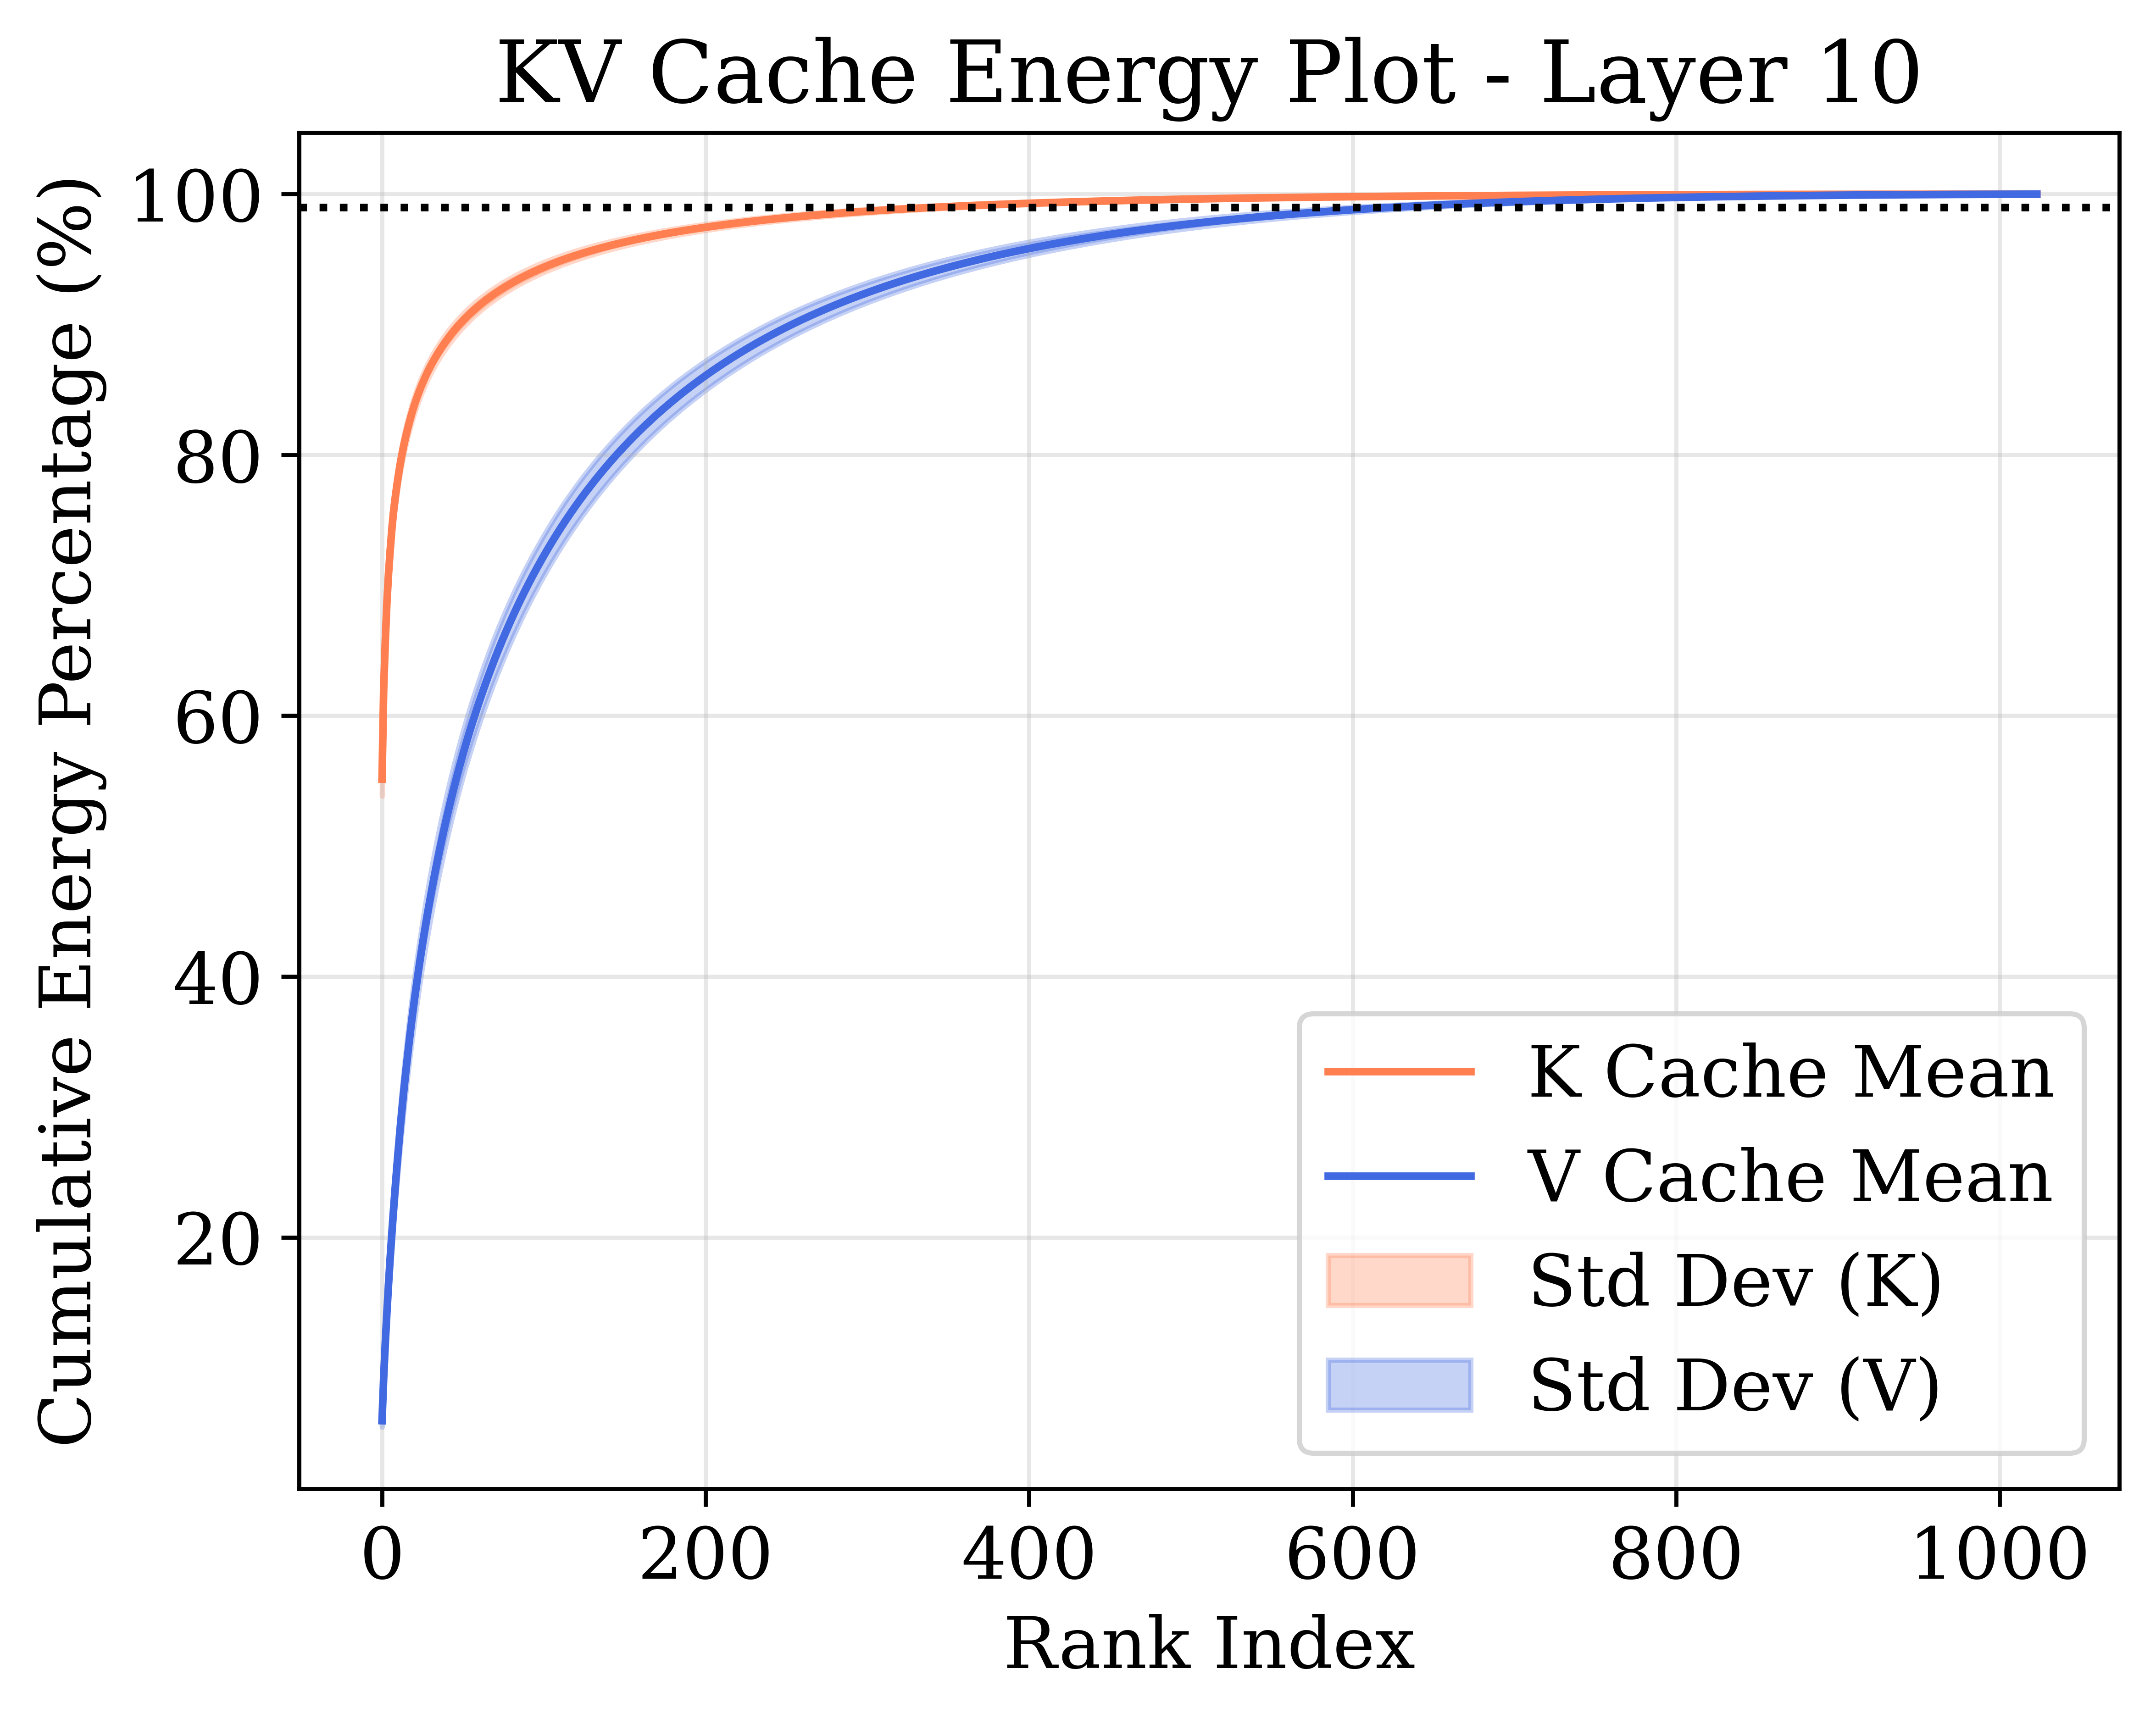 KV Cache Energy Plot - Layer 10
Cumulative Energy Percentage (%)
100
80
60
40
20
K Cache Mean
V Cache Mean
Std Dev (K)
Std Dev (V)
0 200 400 600 800 1000
Rank Index